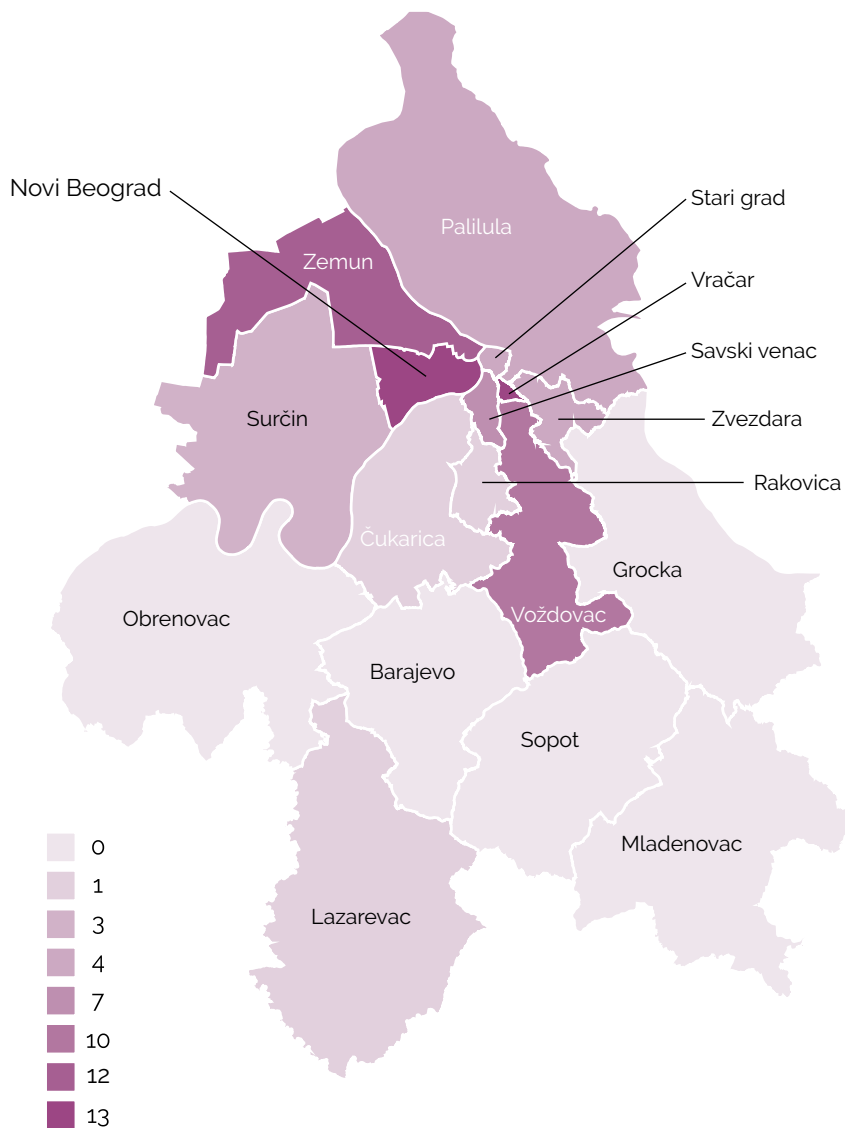 Novi Beograd
Stari grad
Palilula
Zemun
Vračar
Savski venac
Surčin
Zvezdara
Rakovica
Čukarica
Grocka
Obrenovac
Voždovac
Barajevo
Sopot
Mladenovac
Lazarevac
0
1
3
4
7
10
12
13